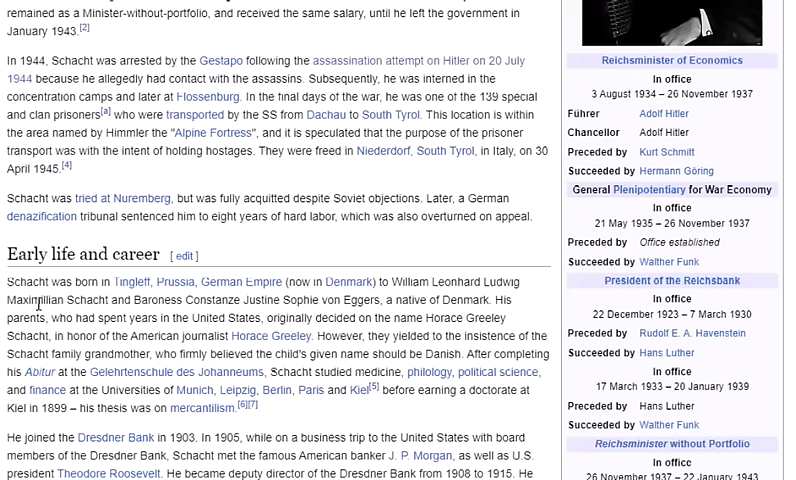 remained as a Minister-without-portfolio, and received the same salary, until he left the government in
January 1943.[2]
In 1944, Schacht was arrested by the Gestapo following the assassination attempt on Hitler on 20 July
1944 because he allegedly had contact with the assassins. Subsequently, he was interned in the
concentration camps and later at Flossenburg. In the final days of the war, he was one of the 139 special
and clan prisoners[a] who were transported by the SS from Dachau to South Tyrol. This location is within
the area named by Himmler the "Alpine Fortress", and it is speculated that the purpose of the prisoner
transport was with the intent of holding hostages. They were freed in Niederdorf, South Tyrol, in Italy, on 30
April 1945.[4]
Schacht was tried at Nuremberg, but was fully acquitted despite Soviet objections. Later, a German
denazification tribunal sentenced him to eight years of hard labor, which was also overturned on appeal.
Early life and career [ edit ]
Schacht was born in Tingleff, Prussia, German Empire (now in Denmark) to William Leonhard Ludwig
Maximillian Schacht and Baroness Constanze Justine Sophie von Eggers, a native of Denmark. His
parents, who had spent years in the United States, originally decided on the name Horace Greeley
Schacht, in honor of the American journalist Horace Greeley. However, they yielded to the insistence of the
Schacht family grandmother, who firmly believed the child's given name should be Danish. After completing
his Abitur at the Gelehrtenschule des Johanneums, Schacht studied medicine, philology, political science,
and finance at the Universities of Munich, Leipzig, Berlin, Paris and Kiel[5] before earning a doctorate at
Kiel in 1899 – his thesis was on mercantilism.[6][7]
He joined the Dresdner Bank in 1903. In 1905, while on a business trip to the United States with board
members of the Dresdner Bank, Schacht met the famous American banker J. P. Morgan, as well as U.S.
president Theodore Roosevelt. He became deputy director of the Dresdner Bank from 1908 to 1915. He
Reichsminister of Economics
In office
3 August 1934 – 26 November 1937
Führer Adolf Hitler
Chancellor Adolf Hitler
Preceded by Kurt Schmitt
Succeeded by Hermann Göring
General Plenipotentiary for War Economy
In office
21 May 1935 – 26 November 1937
Preceded by Office established
Succeeded by Walther Funk
President of the Reichsbank
In office
22 December 1923 – 7 March 1930
Preceded by Rudolf E. A. Havenstein
Succeeded by Hans Luther
In office
17 March 1933 – 20 January 1939
Preceded by Hans Luther
Succeeded by Walther Funk
Reichsminister without Portfolio
In office
26 November 1937 – 22 January 1943